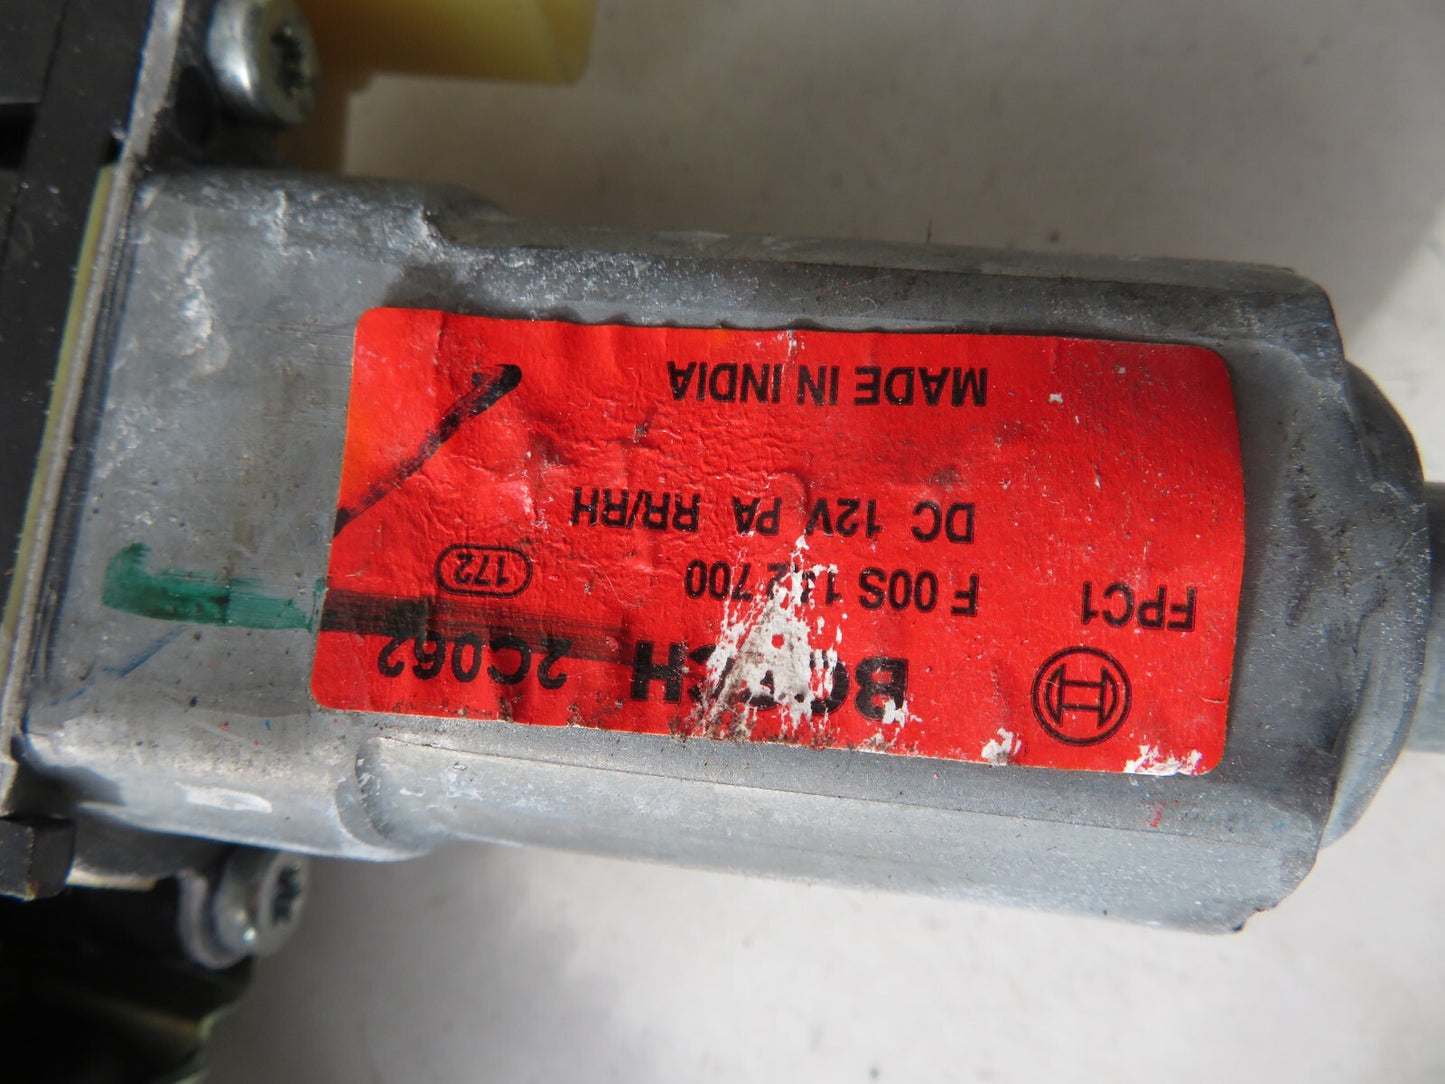 BOSCH 2C062
FPC1
F 00S 700 172
DC 12V PA RR/RH
MADE IN INDIA